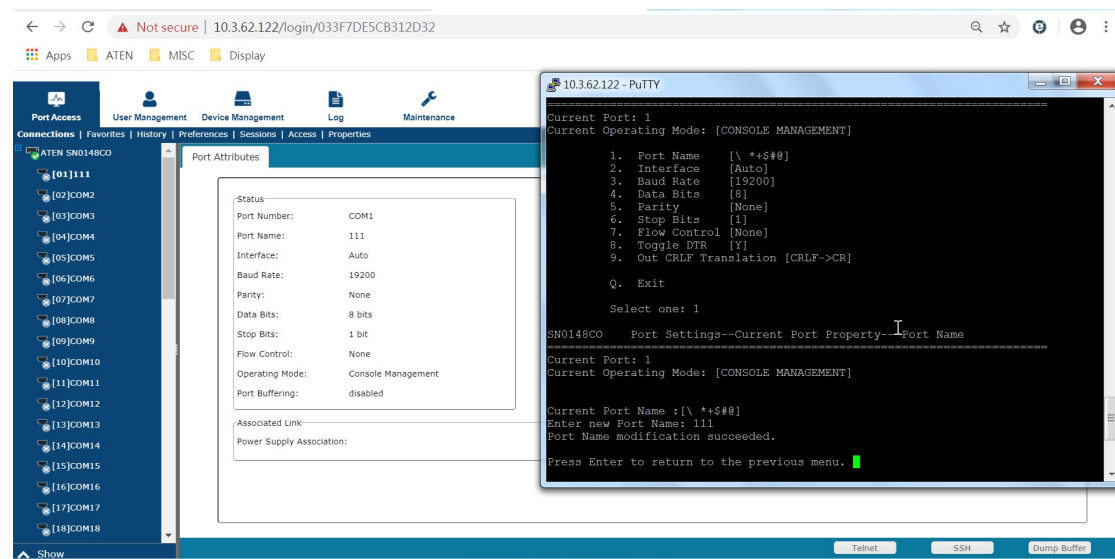 Not secure | 10.3.62.122/login/033F7DE5CB312D32
Apps ATEN MISC Display
Port Access User Management Device Management Log Maintenance
Connections | Favorites | History | Preferences | Sessions | Access | Properties
ATEN SN0148CO
[01]111
[02]COM2
[03]COM3
[04]COM4
[05]COM5
[06]COM6
[07]COM7
[08]COM8
[09]COM9
[10]COM10
[11]COM11
[12]COM12
[13]COM13
[14]COM14
[15]COM15
[16]COM16
[17]COM17
[18]COM18
Show
Port Attributes
Status
Port Number: COM1
Port Name: 111
Interface: Auto
Baud Rate: 19200
Parity: None
Data Bits: 8 bits
Stop Bits: 1 bit
Flow Control: None
Operating Mode: Console Management
Port Buffering: disabled
Associated Link
Power Supply Association:
10.3.62.122 - PuTTY
Current Port: 1
Current Operating Mode: [CONSOLE MANAGEMENT]
1. Port Name [\ *+$#@]
2. Interface [Auto]
3. Baud Rate [19200]
4. Data Bits [8]
5. Parity [None]
6. Stop Bits [1]
7. Flow Control [None]
8. Toggle DTR [Y]
9. Out CRLF Translation [CRLF->CR]
Q. Exit
Select one: 1
SN0148CO Port Settings--Current Port Property--Port Name
Current Port: 1
Current Operating Mode: [CONSOLE MANAGEMENT]
Current Port Name :[\ *+$#@]
Enter new Port Name: 111
Port Name modification succeeded.
Press Enter to return to the previous menu.
Telnet SSH Dump Buffer